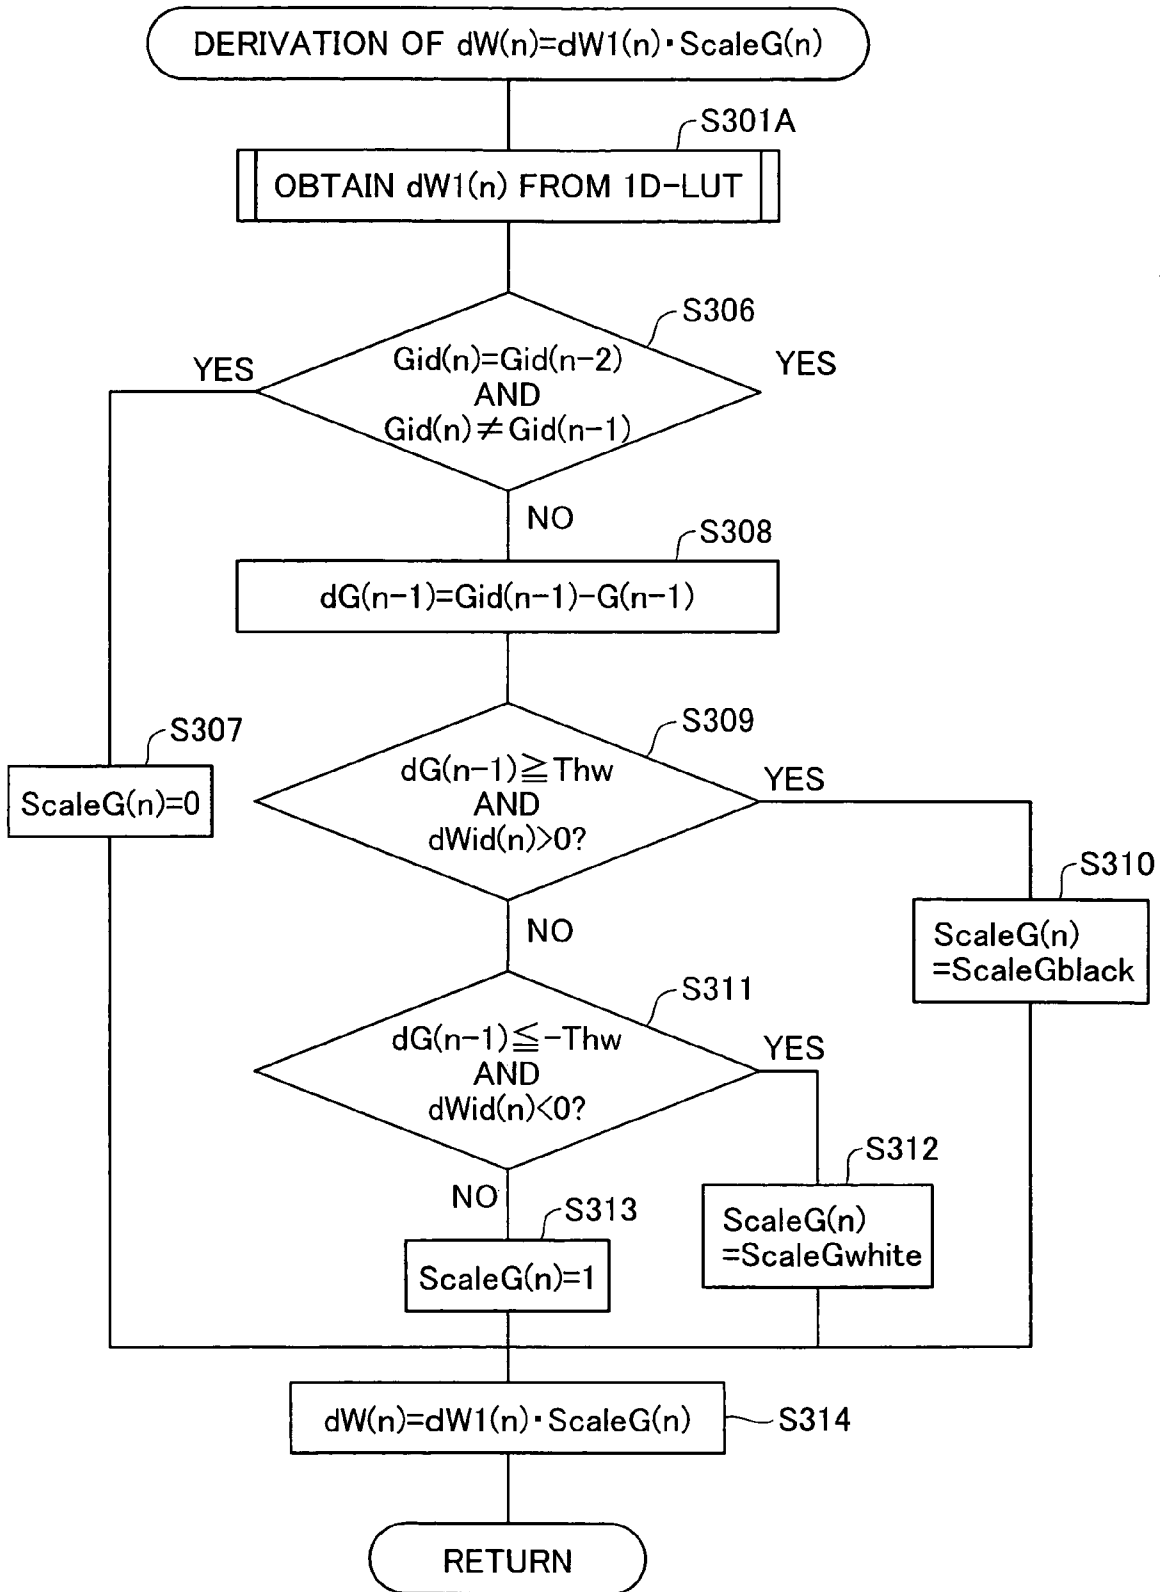 DERIVATION OF dW(n)=dW1(n)･ScaleG(n)
S301A
OBTAIN dW1(n) FROM 1D-LUT
S306
YES
Gid(n)=Gid(n-2)
AND
Gid(n)≠Gid(n-1)
YES
NO
S308
dG(n-1)=Gid(n-1)-G(n-1)
S307
ScaleG(n)=0
S309
dG(n-1)≧Thw
AND
dWid(n)>0?
YES
S310
ScaleG(n)
=ScaleGblack
NO
S311
dG(n-1)≦-Thw
AND
dWid(n)<0?
YES
S312
ScaleG(n)
=ScaleGwhite
NO
S313
ScaleG(n)=1
dW(n)=dW1(n)･ScaleG(n)
S314
RETURN